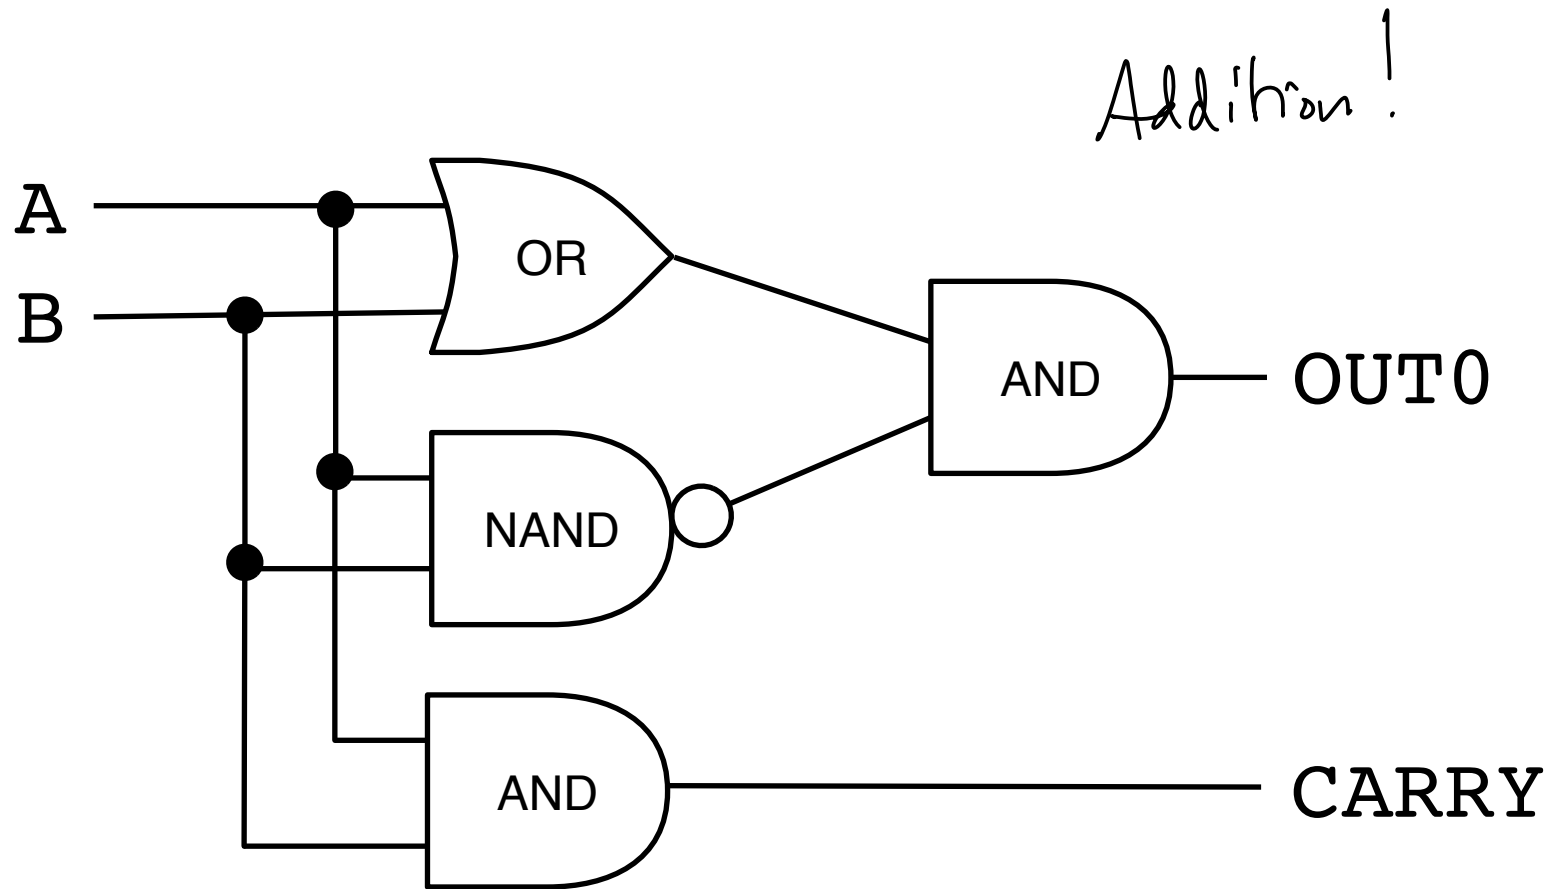 Addition!
A
OR
B
AND
OUT0
NAND
AND
CARRY